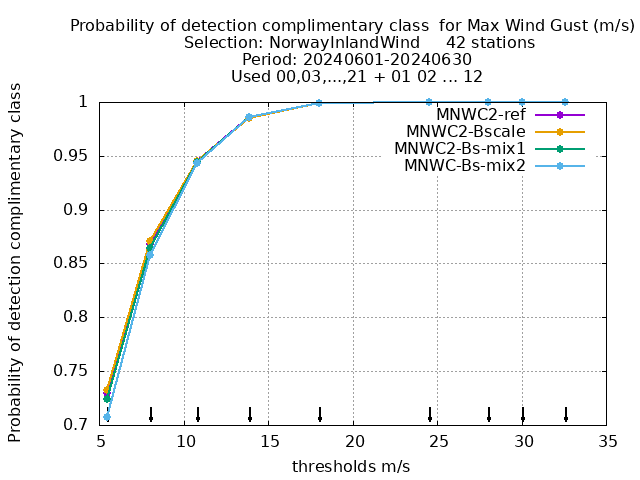 Probability of detection complimentary class  for Max Wind Gust (m/s)
Selection: NorwayInlandWind     42 stations
Period: 20240601-20240630
Used 00,03,...,21 + 01 02 ... 12
Probability of detection complimentary class
1
0.95
0.9
0.85
0.8
0.75
0.7
MNWC2-ref
MNWC2-Bscale
MNWC2-Bs-mix1
MNWC-Bs-mix2
5 10 15 20 25 30 35
thresholds m/s